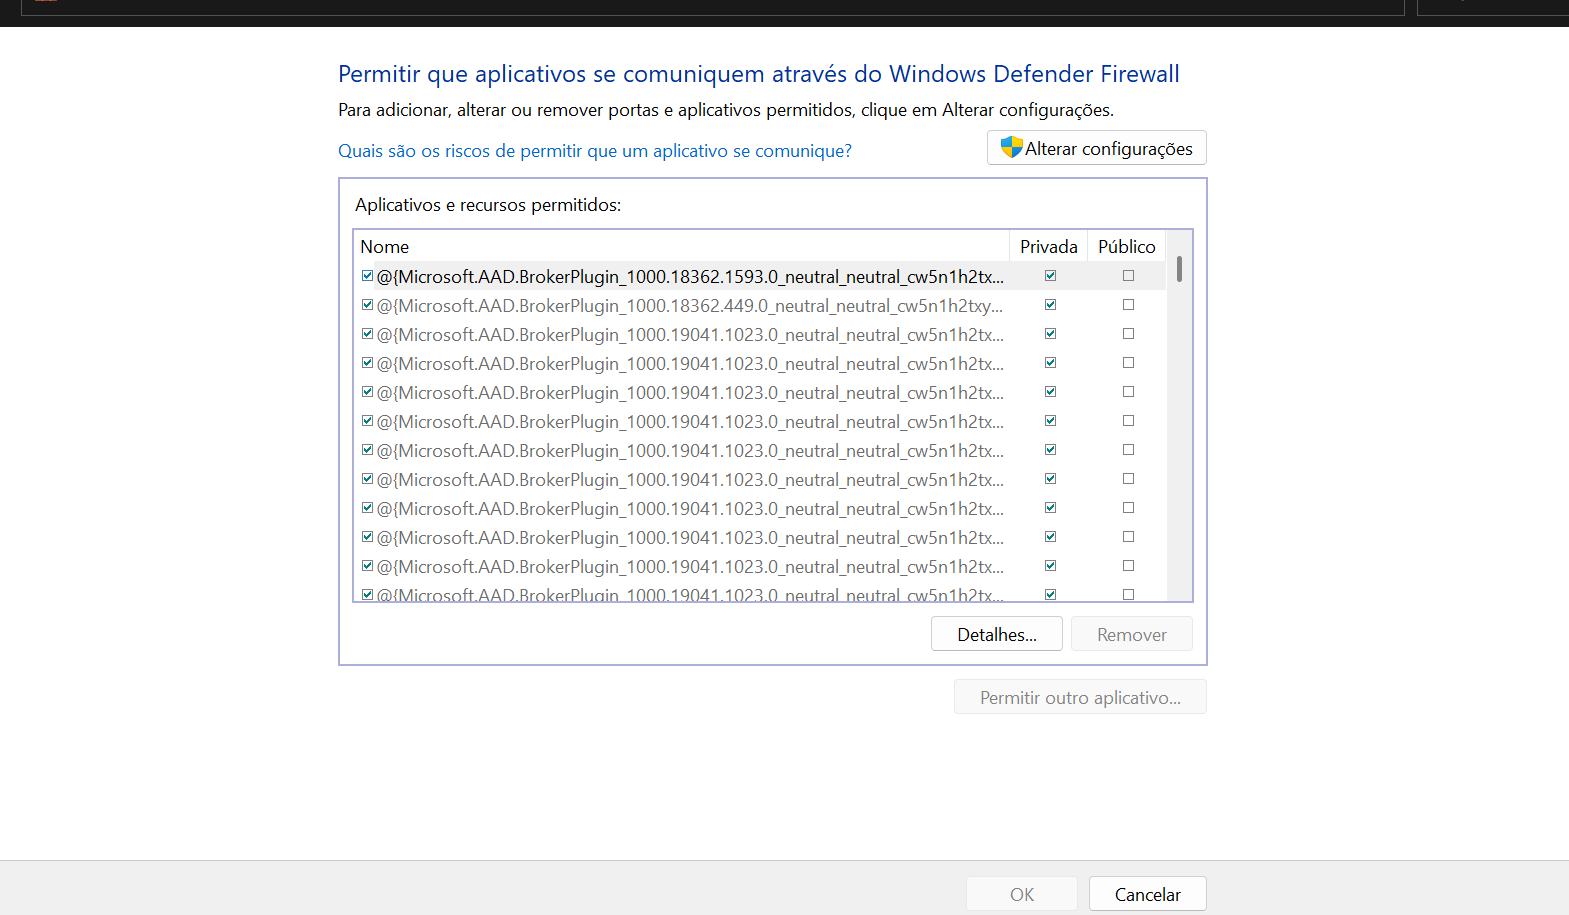 Permitir que aplicativos se comuniquem através do Windows Defender Firewall
Para adicionar, alterar ou remover portas e aplicativos permitidos, clique em Alterar configurações.
Quais são os riscos de permitir que um aplicativo se comunique?
Alterar configurações
Aplicativos e recursos permitidos:
Nome Privada Público
@{Microsoft.AAD.BrokerPlugin_1000.18362.1593.0_neutral_neutral_cw5n1h2tx...
@{Microsoft.AAD.BrokerPlugin_1000.18362.449.0_neutral_neutral_cw5n1h2txy...
@{Microsoft.AAD.BrokerPlugin_1000.19041.1023.0_neutral_neutral_cw5n1h2tx...
@{Microsoft.AAD.BrokerPlugin_1000.19041.1023.0_neutral_neutral_cw5n1h2tx...
@{Microsoft.AAD.BrokerPlugin_1000.19041.1023.0_neutral_neutral_cw5n1h2tx...
@{Microsoft.AAD.BrokerPlugin_1000.19041.1023.0_neutral_neutral_cw5n1h2tx...
@{Microsoft.AAD.BrokerPlugin_1000.19041.1023.0_neutral_neutral_cw5n1h2tx...
@{Microsoft.AAD.BrokerPlugin_1000.19041.1023.0_neutral_neutral_cw5n1h2tx...
@{Microsoft.AAD.BrokerPlugin_1000.19041.1023.0_neutral_neutral_cw5n1h2tx...
@{Microsoft.AAD.BrokerPlugin_1000.19041.1023.0_neutral_neutral_cw5n1h2tx...
@{Microsoft.AAD.BrokerPlugin_1000.19041.1023.0_neutral_neutral_cw5n1h2tx...
@{Microsoft.AAD.BrokerPlugin_1000.19041.1023.0_neutral_neutral_cw5n1h2tx...
Detalhes... Remover
Permitir outro aplicativo...
OK Cancelar